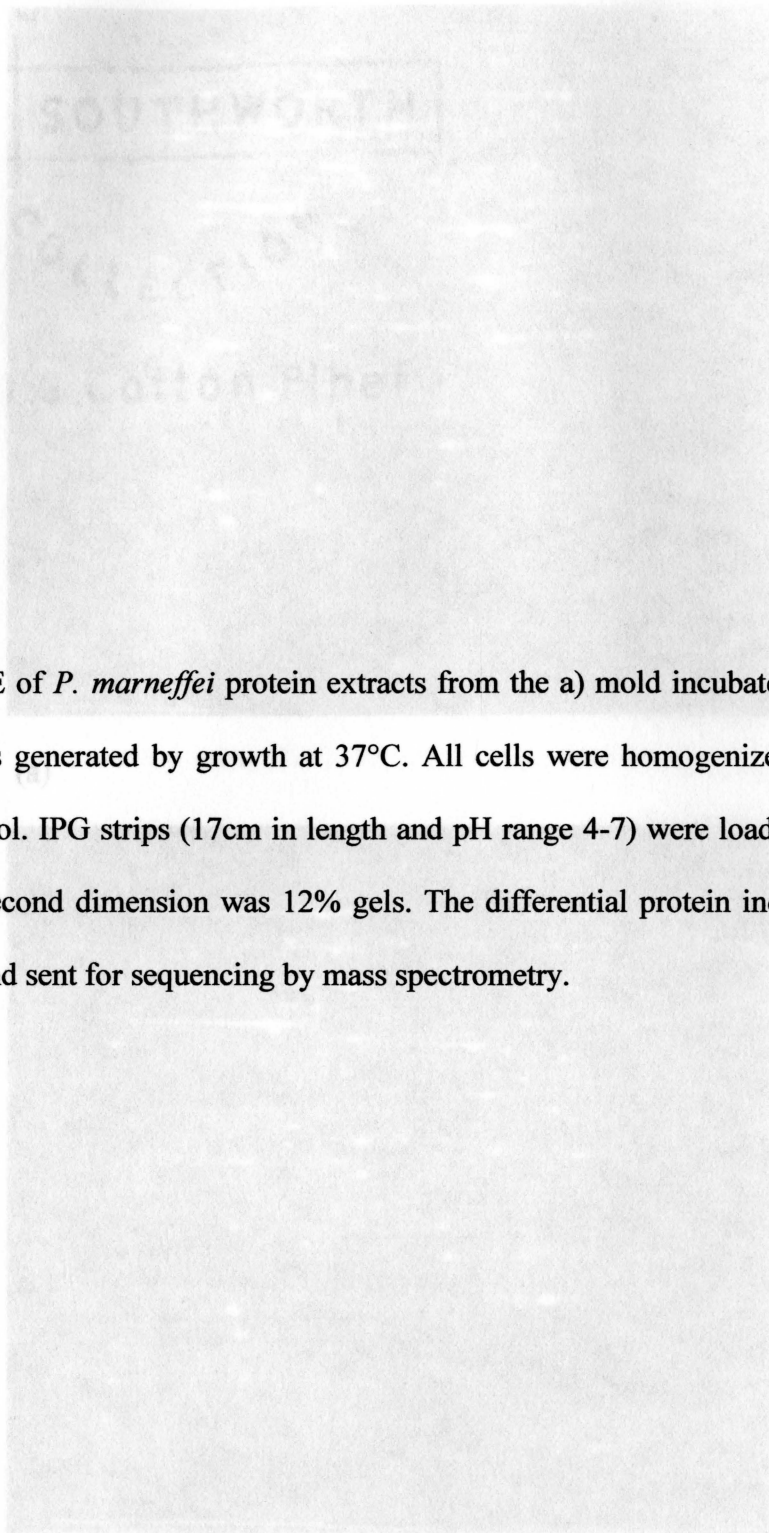 SOUTHWORTH
Cotton Fiber
E of P. marneffei protein extracts from the a) mold incubate
s generated by growth at 37°C. All cells were homogenize
ol. IPG strips (17cm in length and pH range 4-7) were load
econd dimension was 12% gels. The differential protein in
nd sent for sequencing by mass spectrometry.